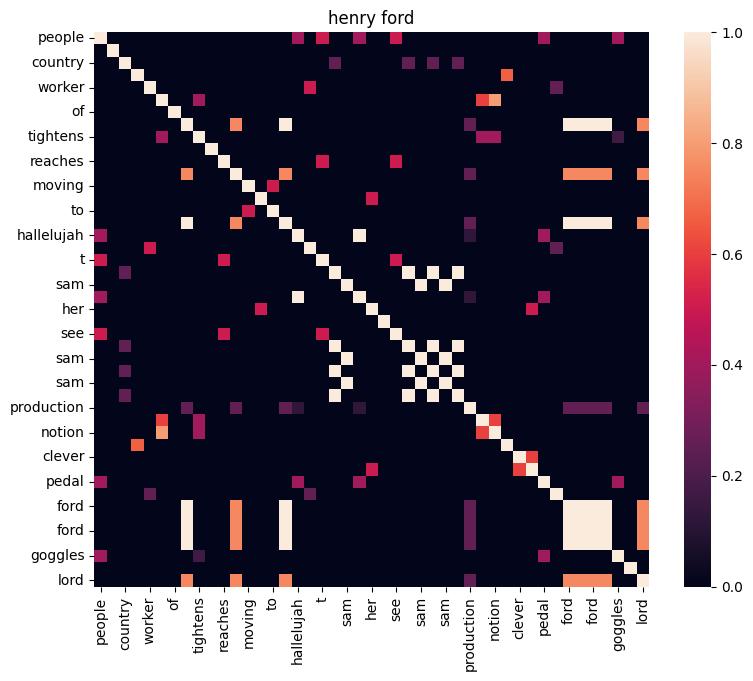 henry ford
people
country
worker
of
tightens
reaches
moving
to
hallelujah
t
sam
her
see
sam
sam
production
notion
clever
pedal
ford
ford
goggles
lord
1.0
0.8
0.6
0.4
0.2
0.0
people
country
worker
of
tightens
reaches
moving
to
hallelujah
t
sam
her
see
sam
sam
production
notion
clever
pedal
ford
ford
goggles
lord